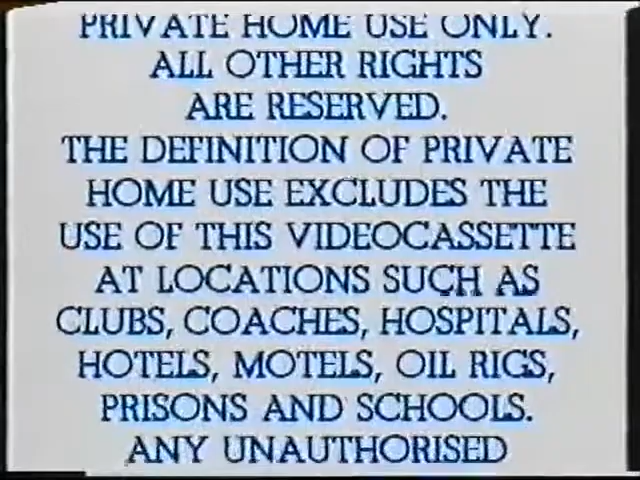 PRIVATE HOME USE ONLY.
ALL OTHER RIGHTS
ARE RESERVED.
THE DEFINITION OF PRIVATE
HOME USE EXCLUDES THE
USE OF THIS VIDEOCASSETTE
AT LOCATIONS SUCH AS
CLUBS, COACHES, HOSPITALS,
HOTELS, MOTELS, OIL RIGS,
PRISONS AND SCHOOLS.
ANY UNAUTHORISED